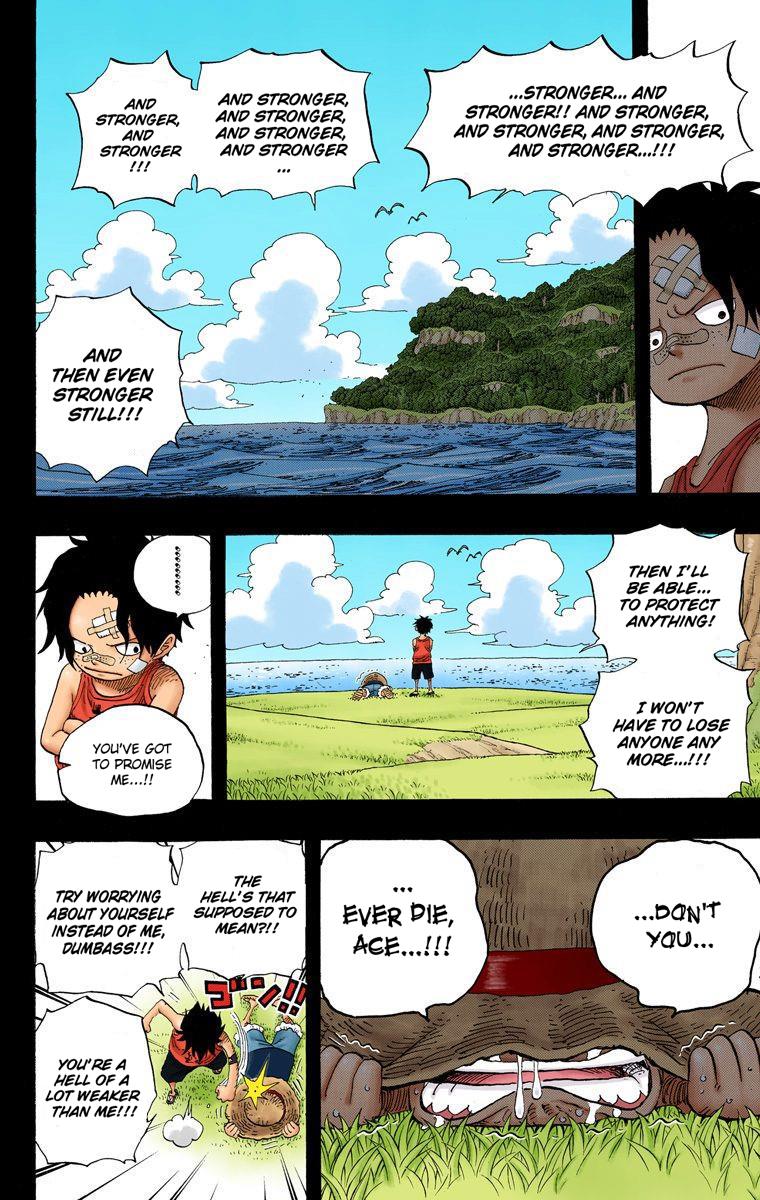 ...STRONGER... AND
STRONGER!! AND STRONGER,
AND STRONGER, AND STRONGER,
AND STRONGER...!!!
AND STRONGER,
AND STRONGER,
AND STRONGER,
AND STRONGER
...
AND
STRONGER,
AND
STRONGER
!!!
AND
THEN EVEN
STRONGER
STILL!!!
THEN I'LL
BE ABLE...
TO PROTECT
ANYTHING!
I WON'T
HAVE TO LOSE
ANYONE ANY
MORE...!!!
.........
YOU'VE GOT
TO PROMISE
ME...!!
...DON'T
YOU...
...
EVER DIE,
ACE...!!!
THE
HELL'S THAT
SUPPOSED TO
MEAN?!!
TRY WORRYING
ABOUT YOURSELF
INSTEAD OF ME,
DUMBASS!!!
ゴン!!
YOU'RE A
HELL OF A
LOT WEAKER
THAN ME!!!